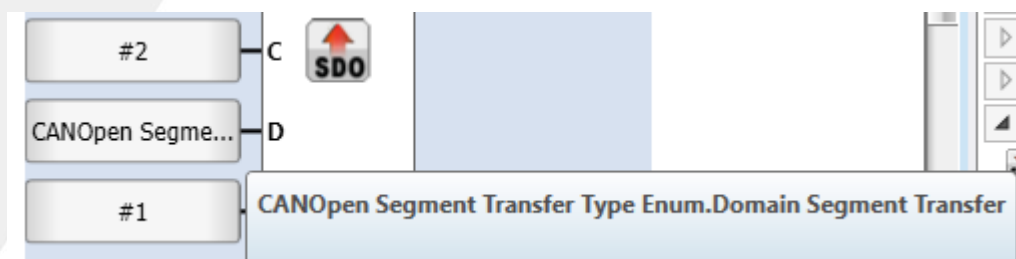 #2
C
SDO
CANOpen Segme...
D
#1
CANOpen Segment Transfer Type Enum.Domain Segment Transfer